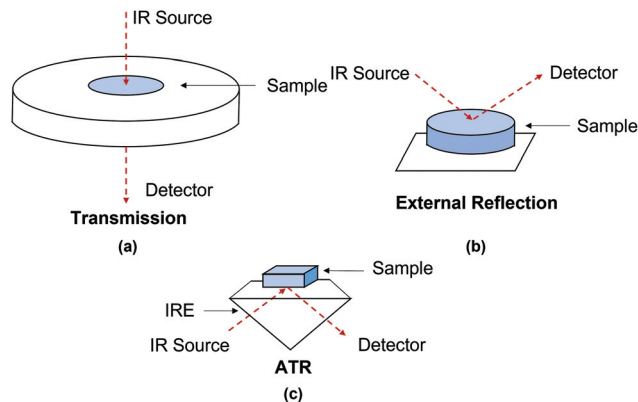 IR Source
Sample
Detector
Transmission
(a)
IR Source
Detector
Sample
External Reflection
(b)
Sample
IRE
IR Source
Detector
ATR
(c)